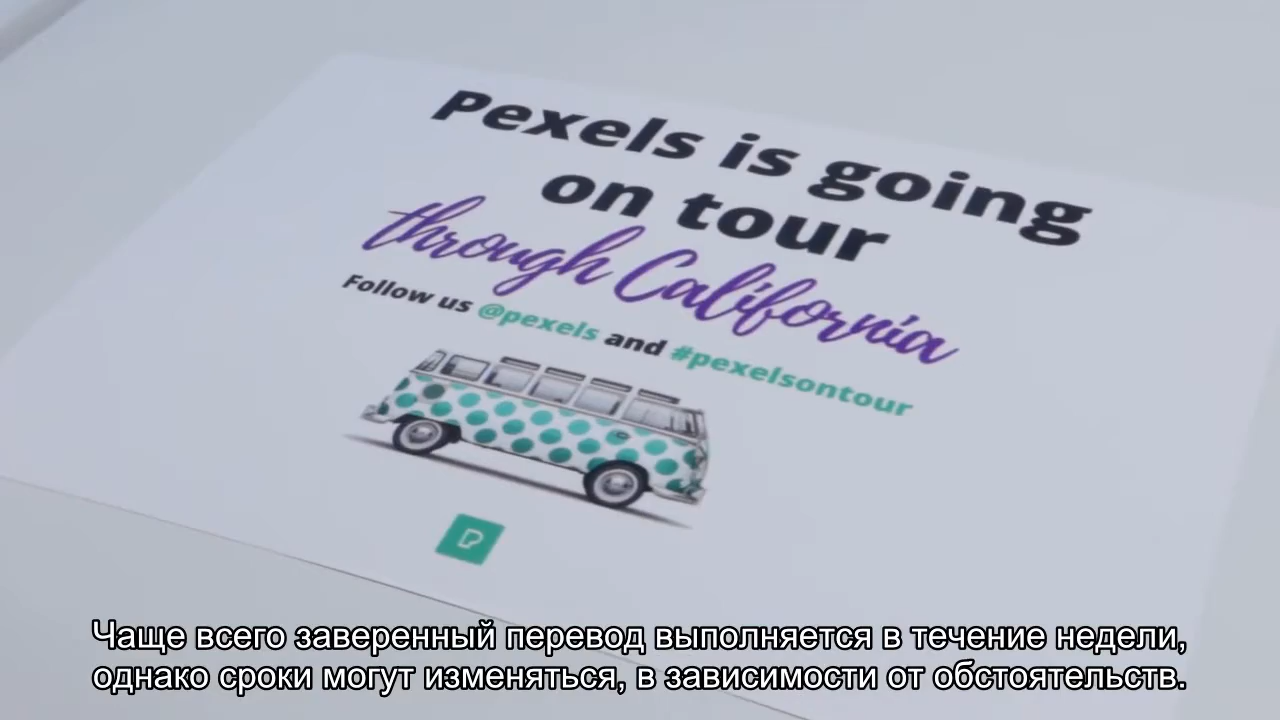 Pexels is going
on tour
through California
Follow us @pexels and #pexelsontour
Чаще всего заверенный перевод выполняется в течение недели,
однако сроки могут изменяться, в зависимости от обстоятельств.